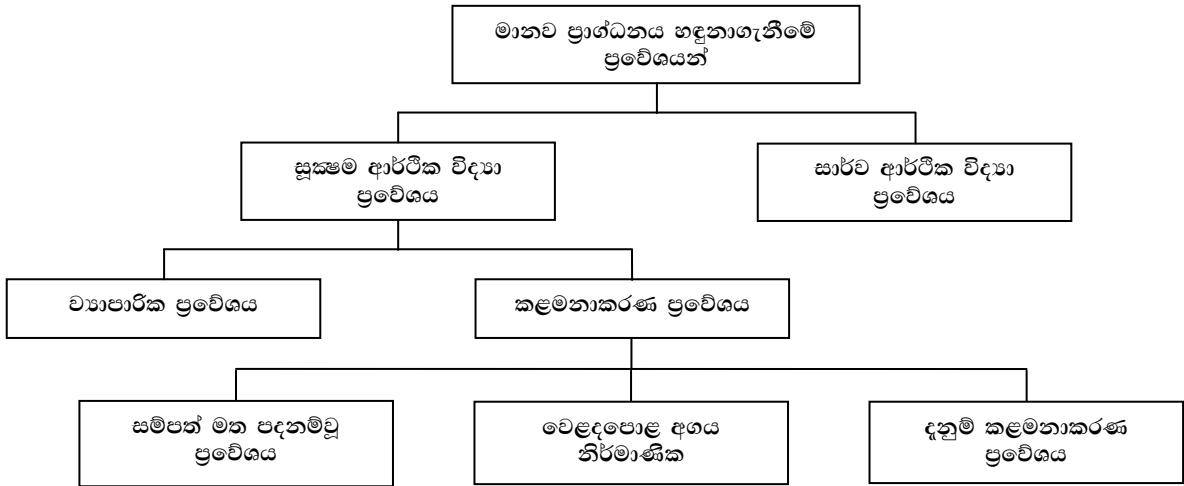 මානව ප්‍රාග්ධනය හඳුනාගැනීමේ
ප්‍රවේශයන්
සූක්‍ෂම ආර්ථික විද්‍යා
ප්‍රවේශය
සාර්ව ආර්ථික විද්‍යා
ප්‍රවේශය
ව්‍යාපාරික ප්‍රවේශය
කළමනාකරණ ප්‍රවේශය
සම්පත් මත පදනම්වූ
ප්‍රවේශය
වෙළදපොළ අගය
නිර්මාණික
දැනුම් කළමනාකරණ
ප්‍රවේශය